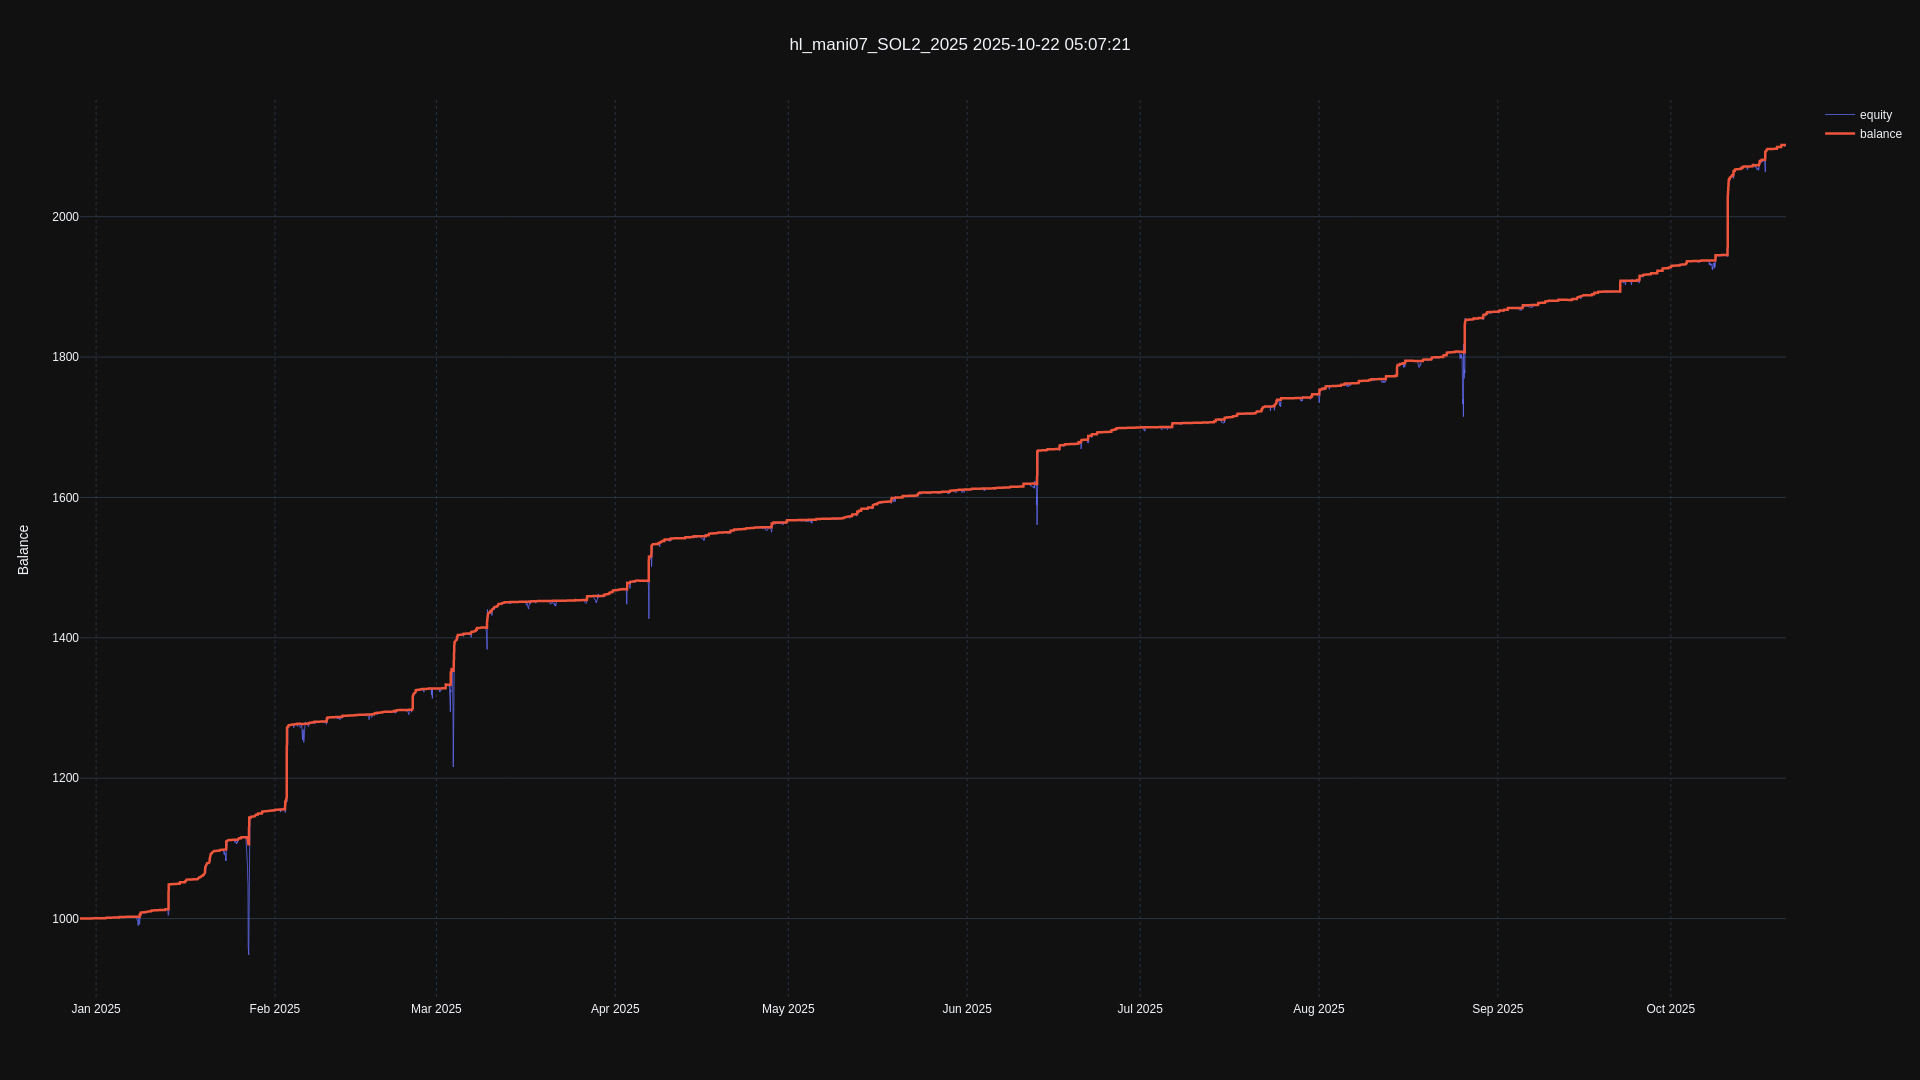 hl_mani07_SOL2_2025 2025-10-22 05:07:21
equity
balance
Balance
2000
1800
1600
1400
1200
1000
Jan 2025
Feb 2025
Mar 2025
Apr 2025
May 2025
Jun 2025
Jul 2025
Aug 2025
Sep 2025
Oct 2025